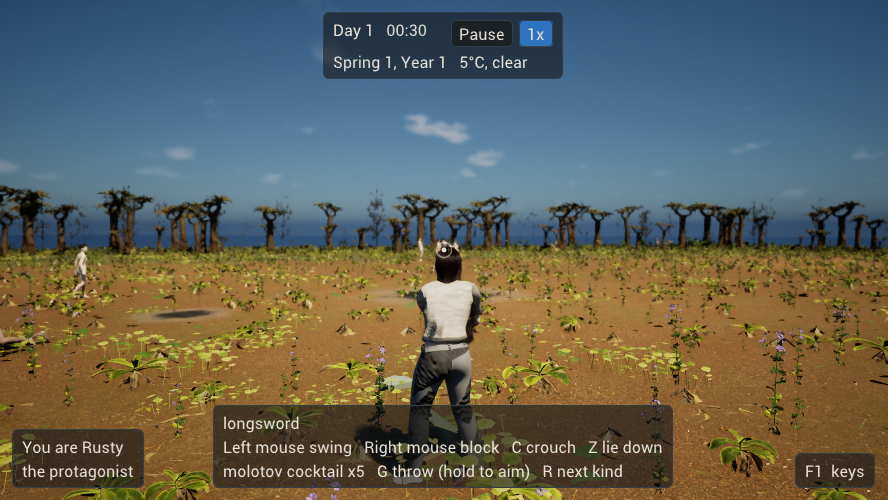 Day 1 00:30 Pause 1x
Spring 1, Year 1 5°C, clear
longsword
Left mouse swing Right mouse block C crouch Z lie down
molotov cocktail x5 G throw (hold to aim) R next kind
You are Rusty
the protagonist
F1 keys